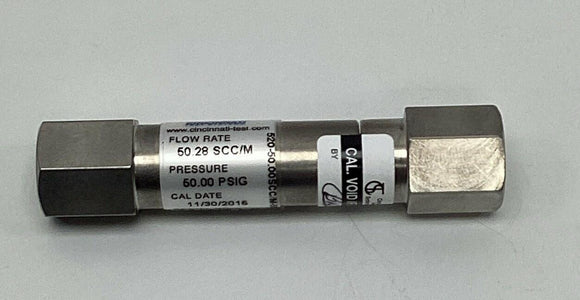 www.cincinnati-test.com
FLOW RATE
50.28 SCC/M
PRESSURE
50.00 PSIG
CAL DATE
11/30/2016
CAL. VOID
BY